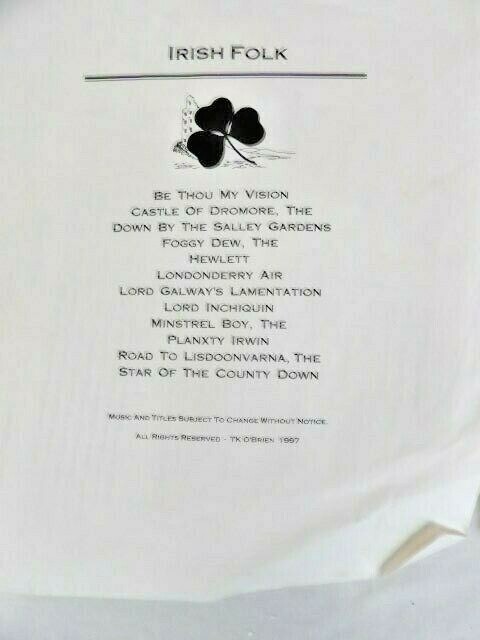 IRISH FOLK
BE THOU MY VISION
CASTLE OF DROMORE, THE
DOWN BY THE SALLEY GARDENS
FOGGY DEW, THE
HEWLETT
LONDONDERRY AIR
LORD GALWAY'S LAMENTATION
LORD INCHIQUIN
MINSTREL BOY, THE
PLANXTY IRWIN
ROAD TO LISDOONVARNA, THE
STAR OF THE COUNTY DOWN
MUSIC AND TITLES SUBJECT TO CHANGE WITHOUT NOTICE.
ALL RIGHTS RESERVED - TK O'BRIEN 1997